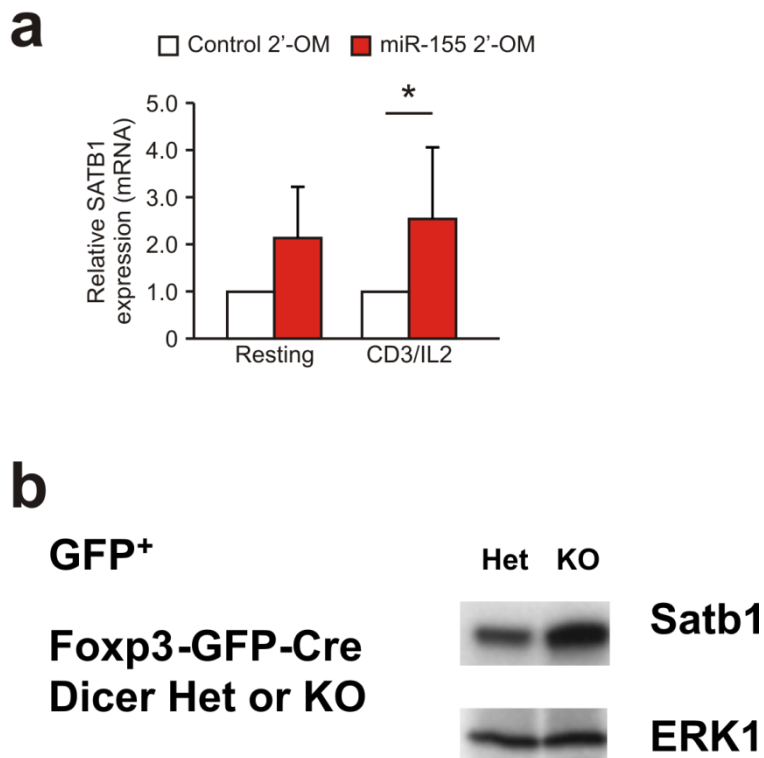 a
Control 2'-OM miR-155 2'-OM
*
Relative SATB1
expression (mRNA)
5.0
4.0
3.0
2.0
1.0
0
Resting CD3/IL2
b
GFP+
Het KO
Foxp3-GFP-Cre
Dicer Het or KO
Satb1
ERK1